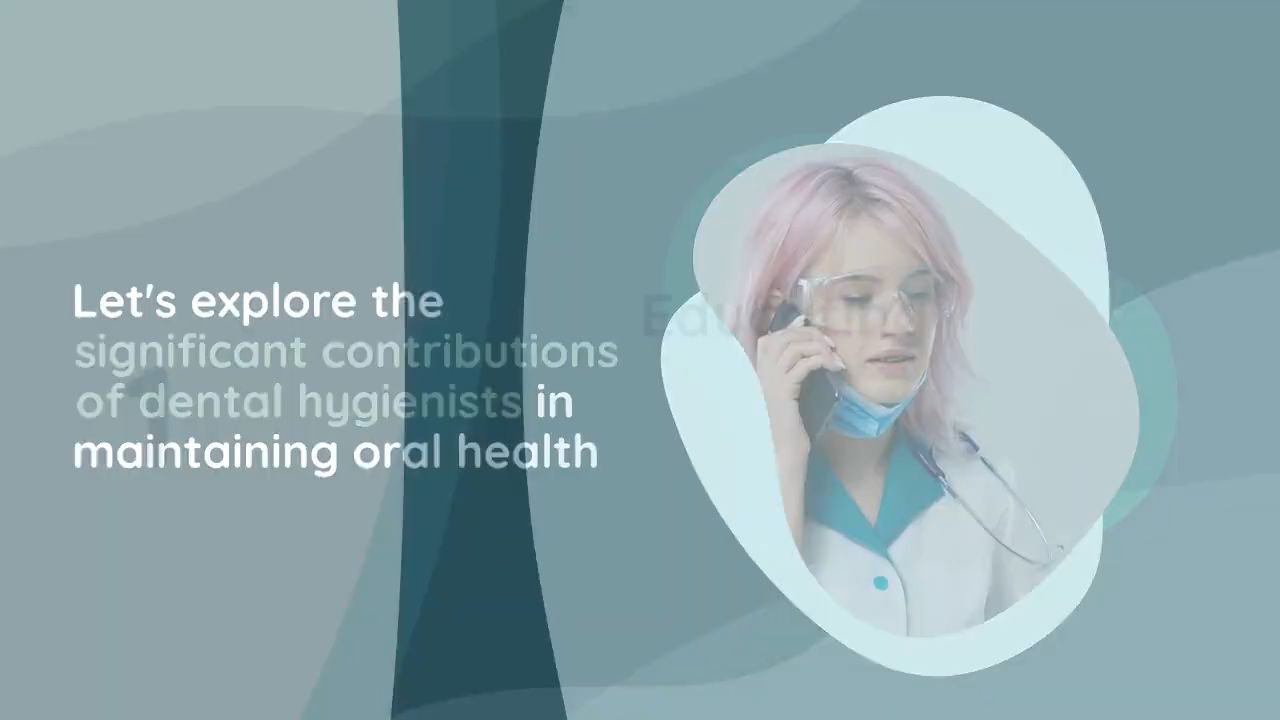 Let's explore the
significant contributions
of dental hygienists in
maintaining oral health